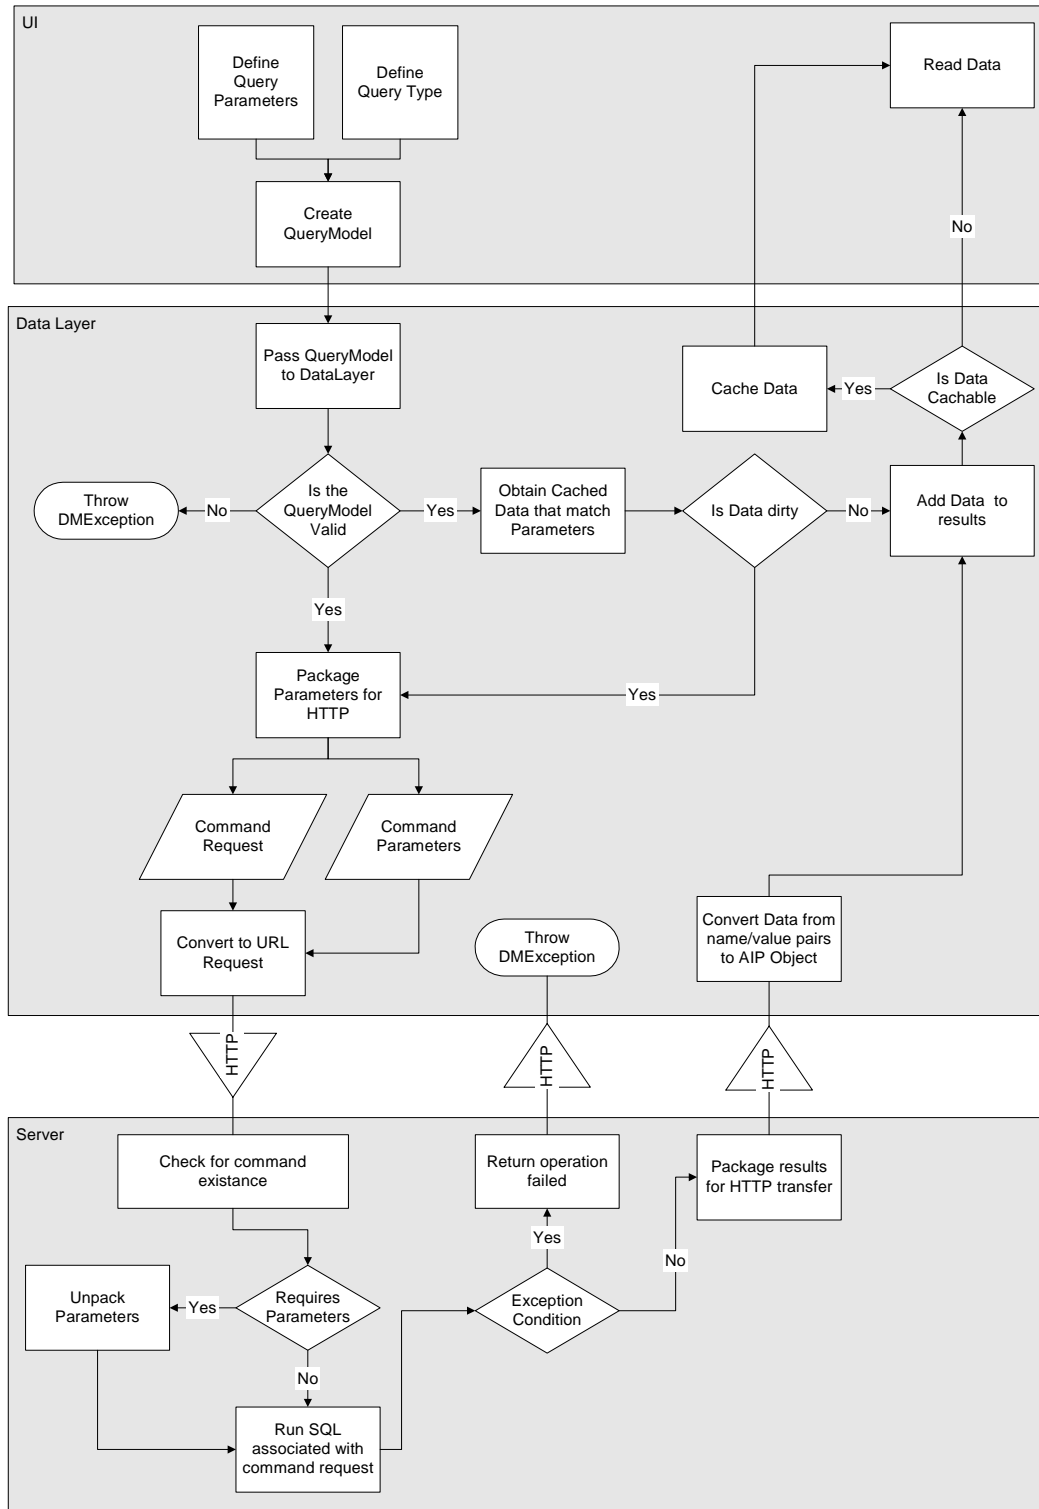 UI
Define
Query
Parameters
Define
Query Type
Read Data
Create
QueryModel
No
Data Layer
Pass QueryModel
to DataLayer
Cache Data
Yes
Is Data
Cachable
Throw
DMException
No
Is the
QueryModel
Valid
Yes
Obtain Cached
Data that match
Parameters
Is Data dirty
No
Add Data to
results
Yes
Package
Parameters for
HTTP
Yes
Command
Request
Command
Parameters
Convert to URL
Request
Throw
DMException
Convert Data from
name/value pairs
to AIP Object
HTTP
HTTP
HTTP
Server
Check for command
existance
Return operation
failed
Package results
for HTTP transfer
Yes
No
Unpack
Parameters
Yes
Requires
Parameters
Exception
Condition
No
Run SQL
associated with
command request